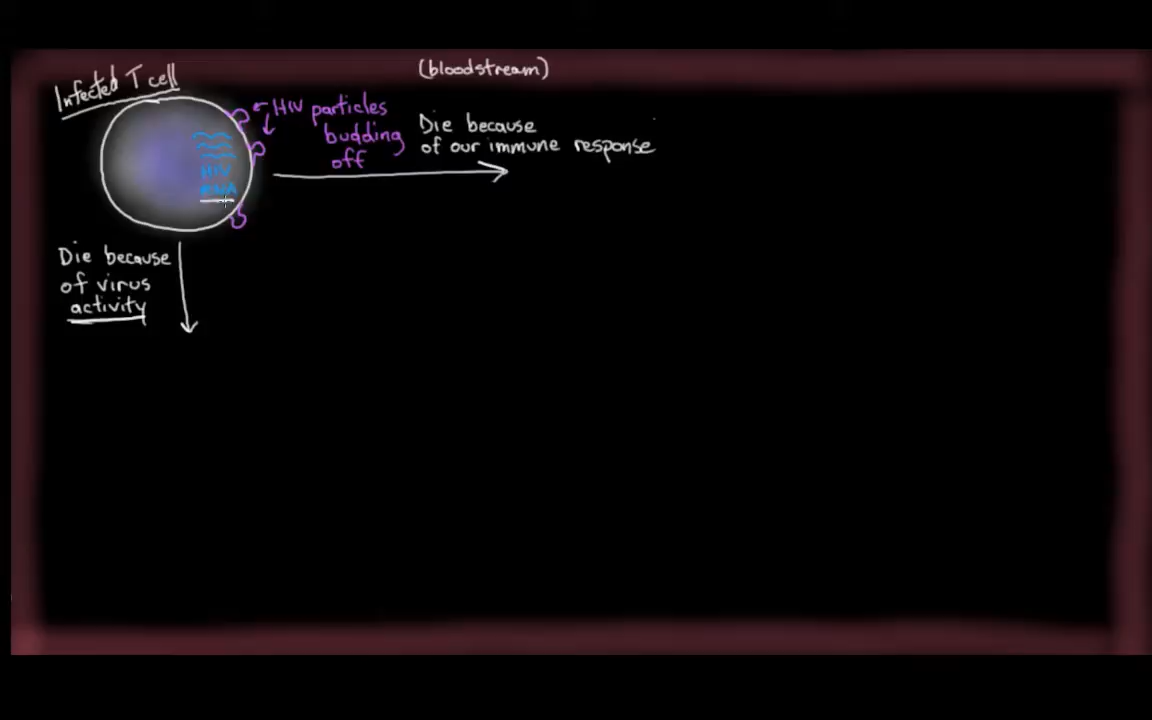 (bloodstream)
Infected T cell
HIV particles
budding
off
Die because
of our immune response
HIV
RNA
Die because
of virus
activity